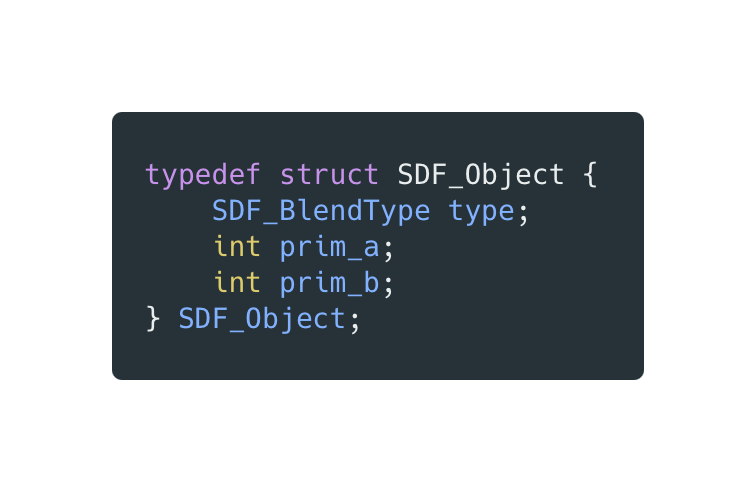 typedef struct SDF_Object {
    SDF_BlendType type;
    int prim_a;
    int prim_b;
} SDF_Object;